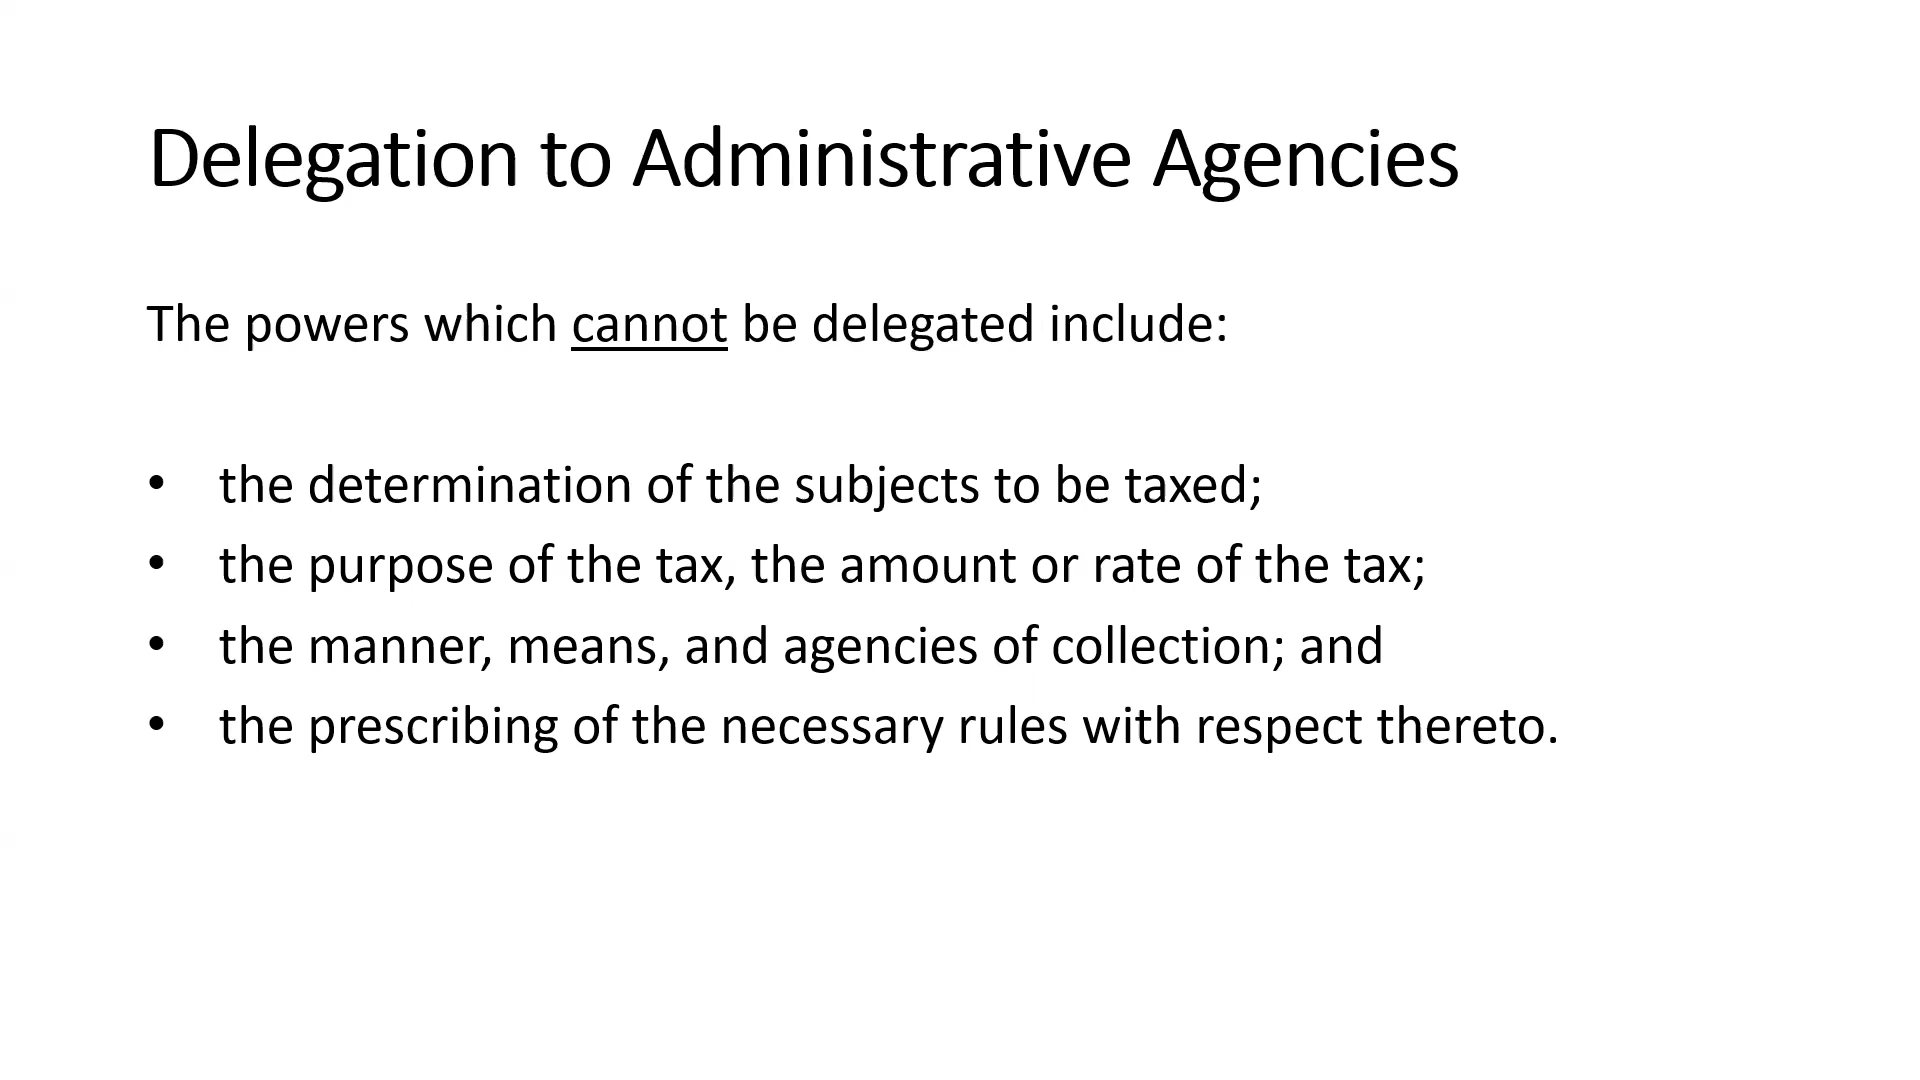 Delegation to Administrative Agencies
The powers which cannot be delegated include:
• the determination of the subjects to be taxed;
• the purpose of the tax, the amount or rate of the tax;
• the manner, means, and agencies of collection; and
• the prescribing of the necessary rules with respect thereto.